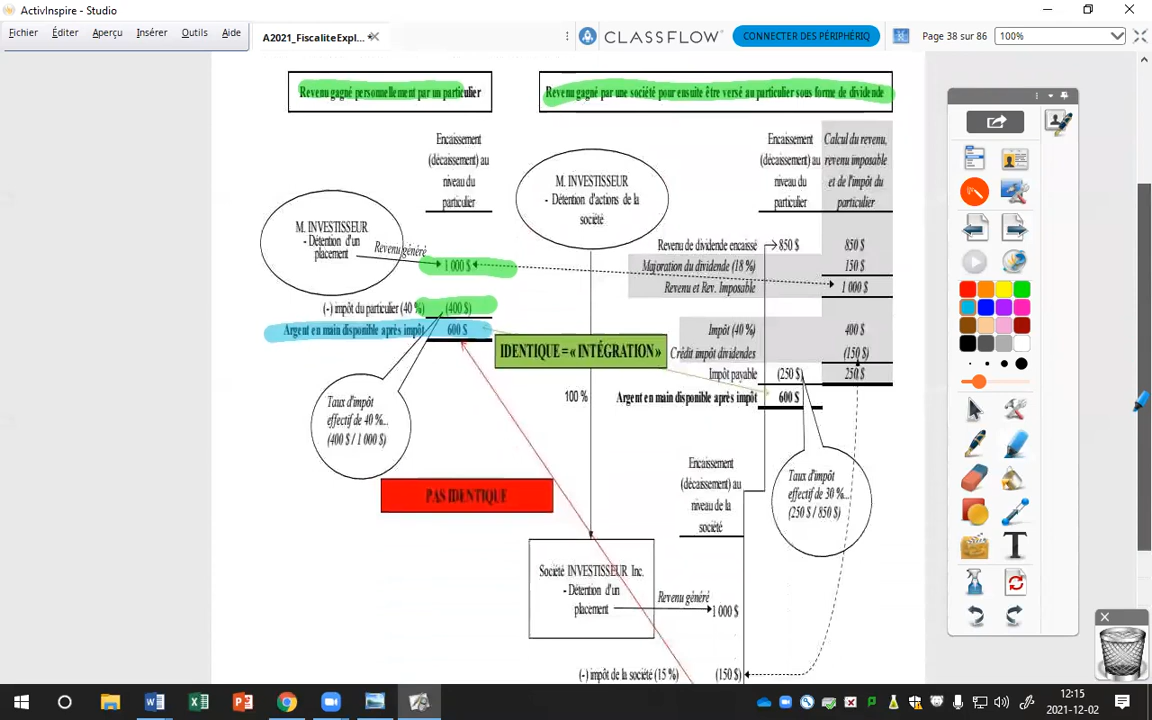 ActivInspire - Studio
Fichier Éditer Aperçu Insérer Outils Aide
A2021_FiscaliteExpl...
CLASSFLOW
CONNECTER DES PÉRIPHÉRIQ
Page 38 sur 86
100%
Revenu gagné personnellement par un particulier
Revenu gagné par une société pour ensuite être versé au particulier sous forme de dividende
Encaissement
(décaissement) au
niveau du
particulier
M. INVESTISSEUR
- Détention d'actions de la
société
Encaissement
(décaissement) au
niveau du
particulier
Calcul du revenu,
revenu imposable
et de l'impôt du
particulier
M. INVESTISSEUR
- Détention d'un
placement
Revenu généré
1 000 $
Revenu de dividende encaissé 850 $ 850 $
Majoration du dividende (18 %) 150 $
Revenu et Rev. Imposable 1 000 $
(-) impôt du particulier (40 %) (400 $)
Argent en main disponible après impôt 600 $
IDENTIQUE = « INTÉGRATION »
Impôt (40 %) 400 $
Crédit impôt dividendes (150 $)
Impôt payable (250 $) 250 $
100 %
Argent en main disponible après impôt 600 $
Taux d'impôt
effectif de 40 %...
(400 $ / 1 000 $)
Encaissement
(décaissement) au
niveau de la
société
Taux d'impôt
effectif de 30 %...
(250 $ / 850 $)
PAS IDENTIQUE
Société INVESTISSEUR Inc.
- Détention d'un
placement
Revenu généré
1 000 $
(-) impôt de la société (15 %) (150 $)
12:15
2021-12-02